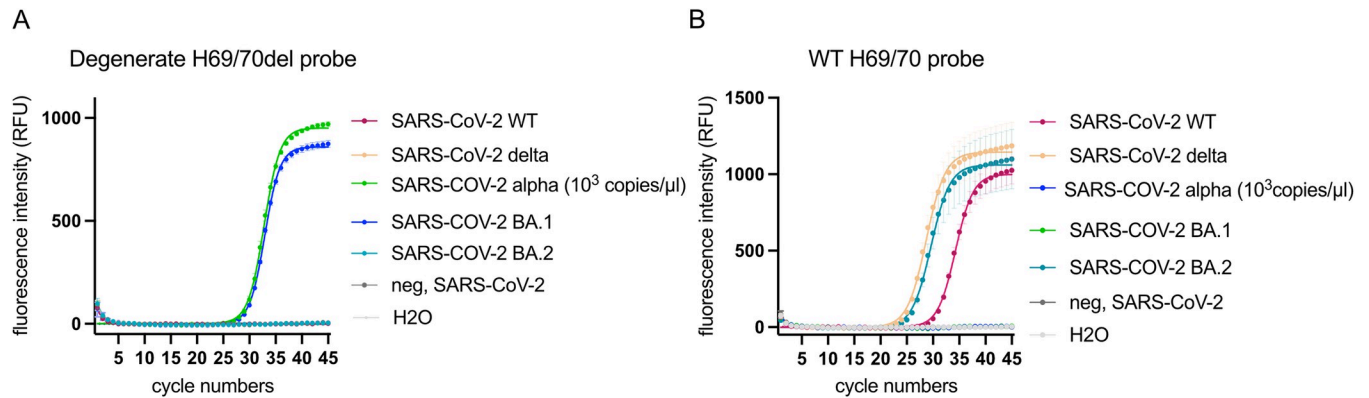 A
Degenerate H69/70del probe
fluorescence intensity (RFU)
1000
500
0
5 10 15 20 25 30 35 40 45
cycle numbers
SARS-CoV-2 WT
SARS-CoV-2 delta
SARS-COV-2 alpha (10³ copies/µl)
SARS-COV-2 BA.1
SARS-COV-2 BA.2
neg, SARS-CoV-2
H2O
B
WT H69/70 probe
fluorescence intensity (RFU)
1500
1000
500
0
5 10 15 20 25 30 35 40 45
cycle numbers
SARS-CoV-2 WT
SARS-CoV-2 delta
SARS-COV-2 alpha (10³copies/µl)
SARS-COV-2 BA.1
SARS-COV-2 BA.2
neg, SARS-CoV-2
H2O